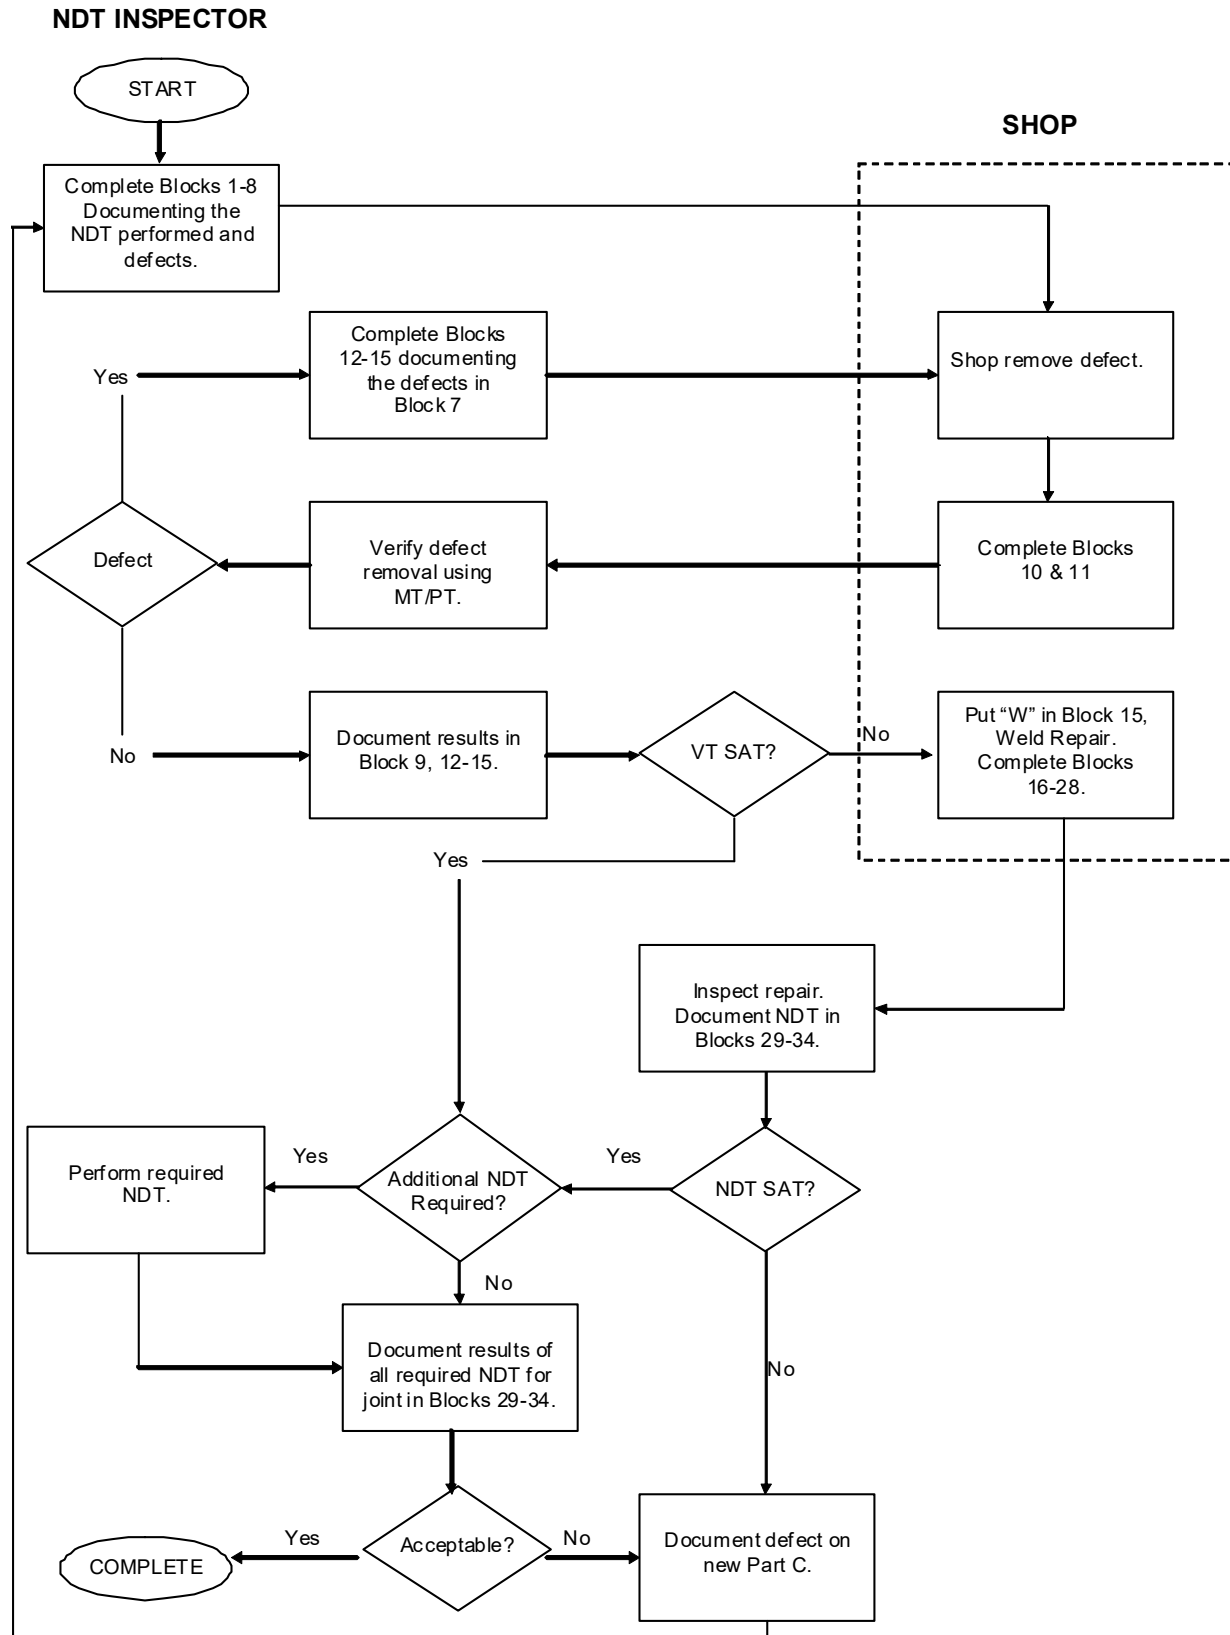 NDT INSPECTOR
START
SHOP
Complete Blocks 1-8
Documenting the
NDT performed and
defects.
Complete Blocks
12-15 documenting
the defects in
Block 7
Yes
Shop remove defect.
Defect
Verify defect
removal using
MT/PT.
Complete Blocks
10 & 11
No
Document results in
Block 9, 12-15.
VT SAT?
No
Put “W” in Block 15,
Weld Repair.
Complete Blocks
16-28.
Yes
Inspect repair.
Document NDT in
Blocks 29-34.
Perform required
NDT.
Yes
Additional NDT
Required?
Yes
NDT SAT?
No
Document results of
all required NDT for
joint in Blocks 29-34.
No
COMPLETE
Yes
Acceptable?
No
Document defect on
new Part C.